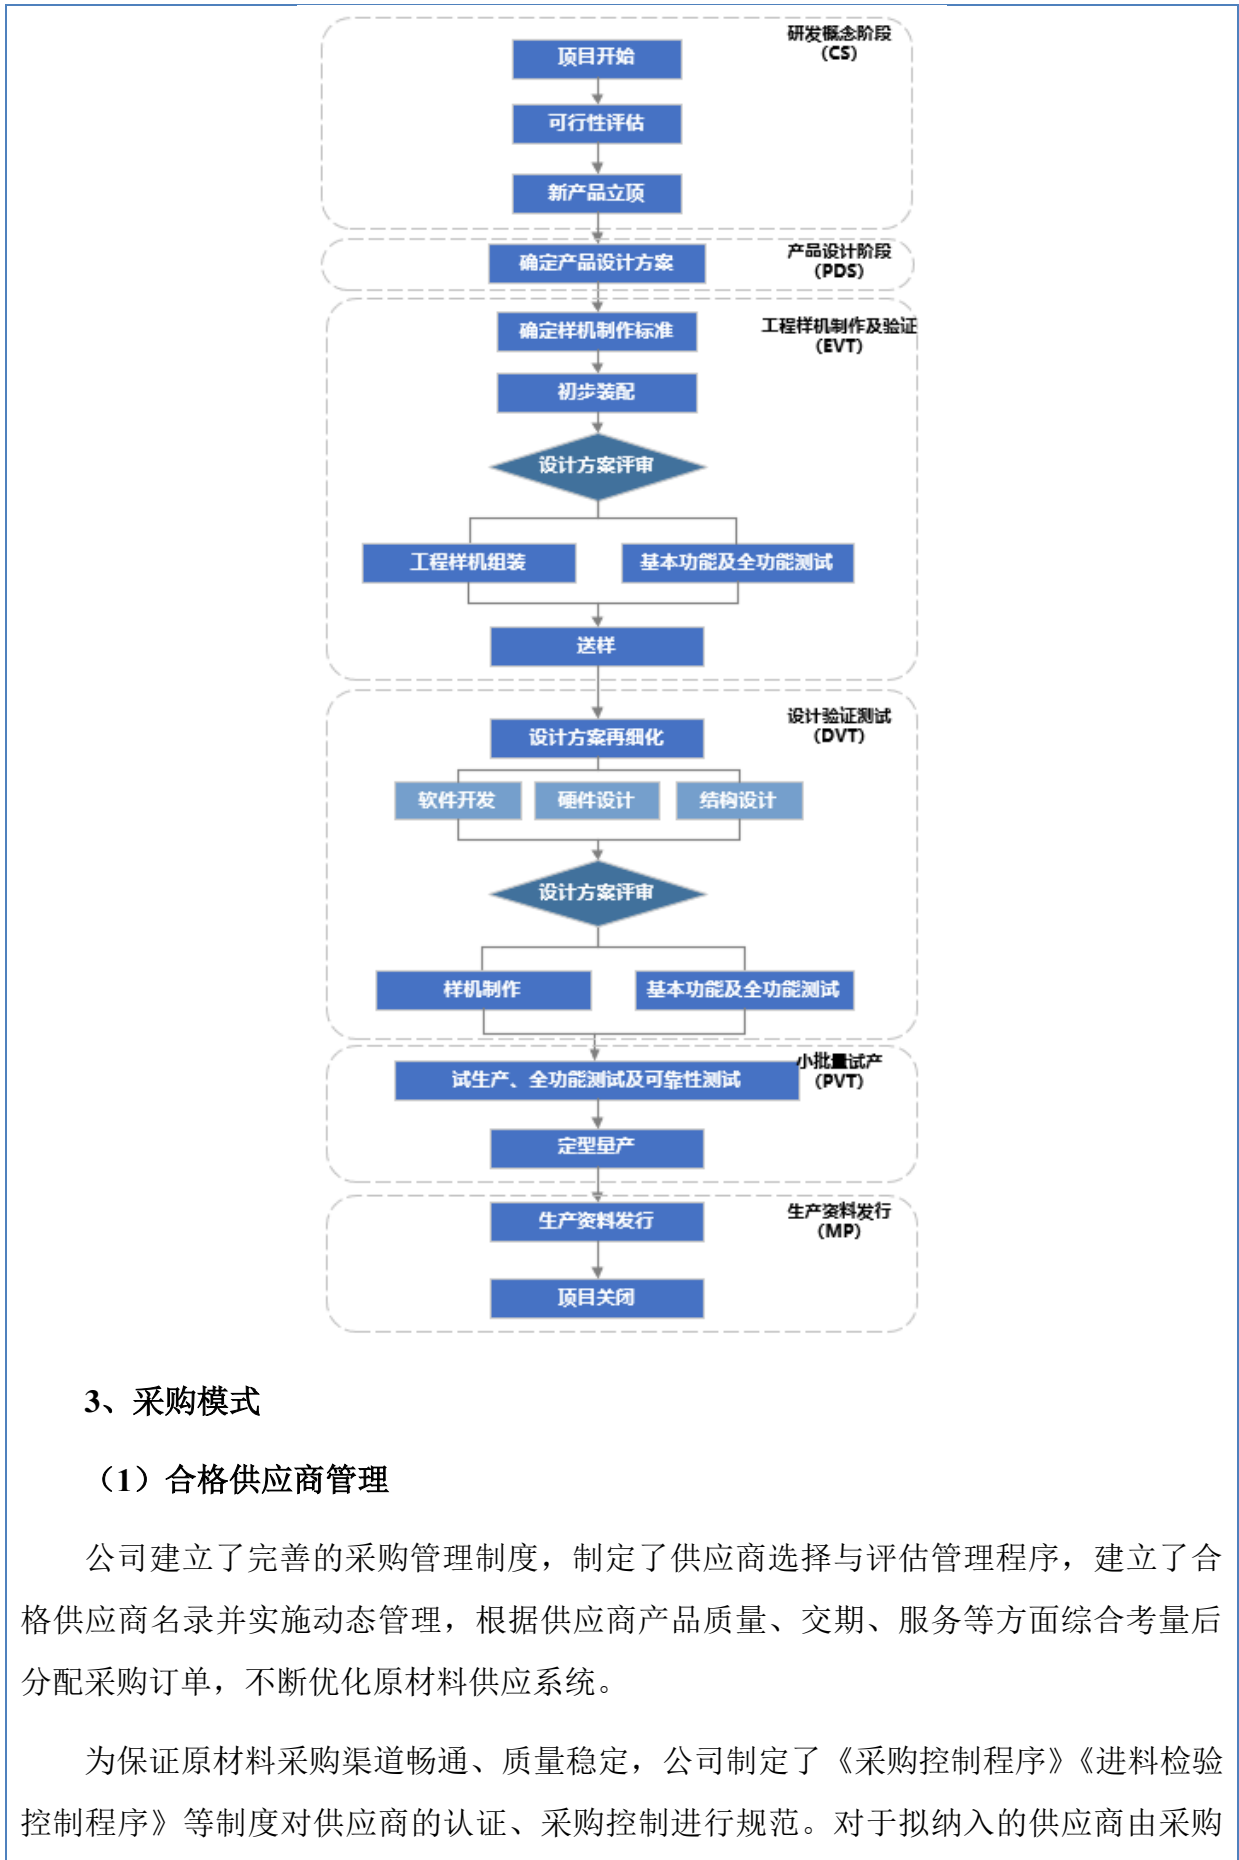 研发概念阶段
（CS）
项目开始
可行性评估
新产品立项
产品设计阶段
（PDS）
确定产品设计方案
工程样机制作及验证
（EVT）
确定样机制作标准
初步装配
设计方案评审
工程样机组装
基本功能及全功能测试
送样
设计验证测试
（DVT）
设计方案再细化
软件开发
硬件设计
结构设计
设计方案评审
样机制作
基本功能及全功能测试
小批量试产
（PVT）
试生产、全功能测试及可靠性测试
定型量产
生产资料发行
（MP）
生产资料发行
项目关闭
3、采购模式
（1）合格供应商管理
公司建立了完善的采购管理制度，制定了供应商选择与评估管理程序，建立了合
格供应商名录并实施动态管理，根据供应商产品质量、交期、服务等方面综合考量后
分配采购订单，不断优化原材料供应系统。
为保证原材料采购渠道畅通、质量稳定，公司制定了《采购控制程序》《进料检验
控制程序》等制度对供应商的认证、采购控制进行规范。对于拟纳入的供应商由采购